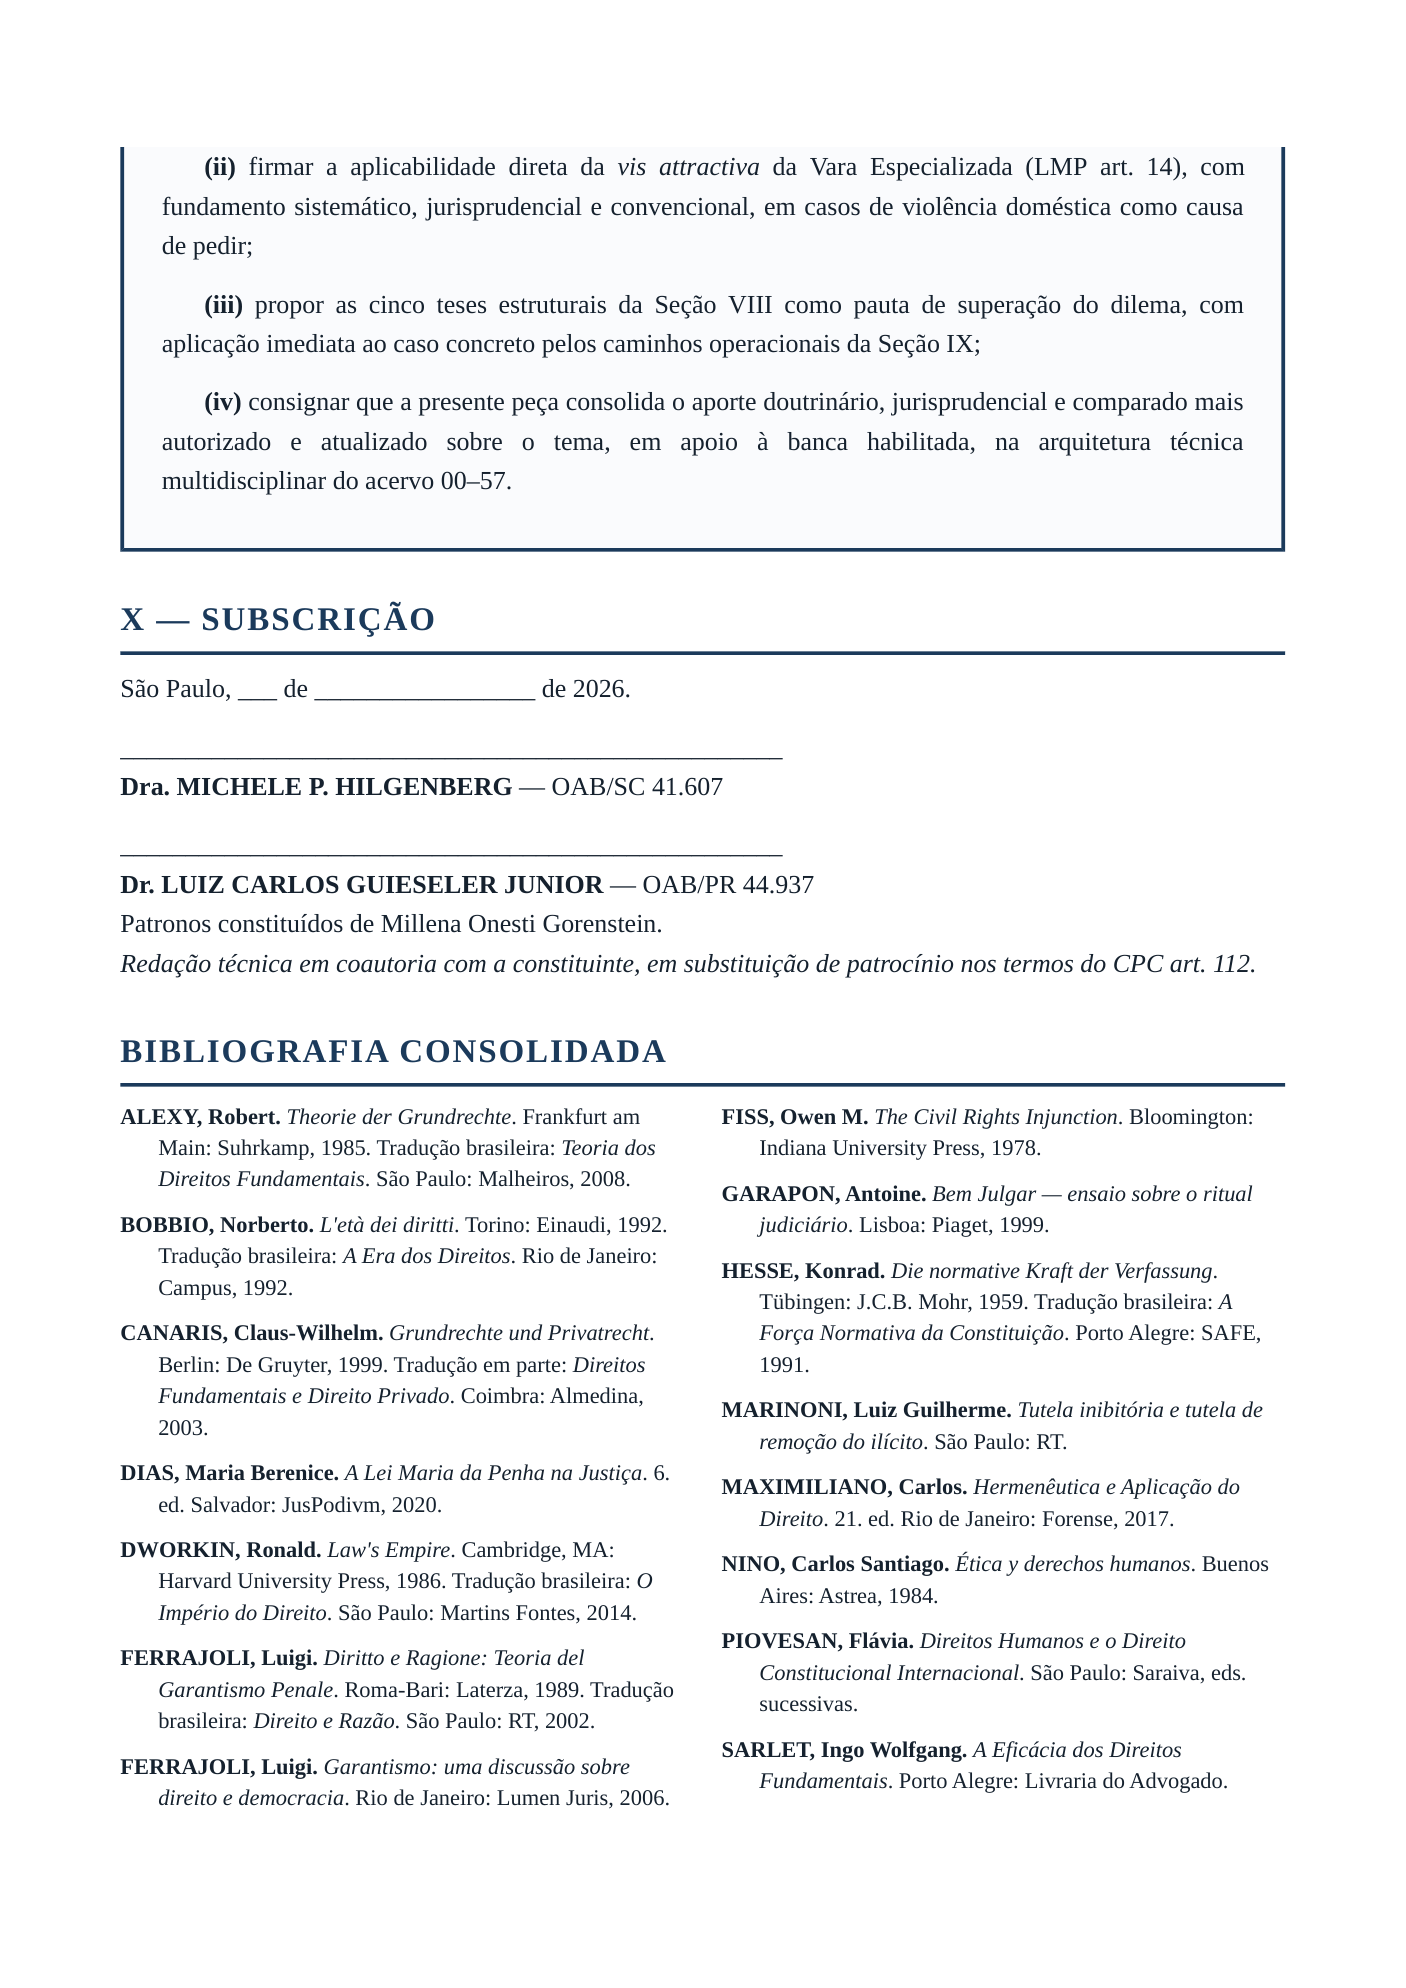 (ii) firmar a aplicabilidade direta da vis attractiva da Vara Especializada (LMP art. 14), com
fundamento sistemático, jurisprudencial e convencional, em casos de violência doméstica como causa
de pedir;
(iii) propor as cinco teses estruturais da Seção VIII como pauta de superação do dilema, com
aplicação imediata ao caso concreto pelos caminhos operacionais da Seção IX;
(iv) consignar que a presente peça consolida o aporte doutrinário, jurisprudencial e comparado mais
autorizado e atualizado sobre o tema, em apoio à banca habilitada, na arquitetura técnica
multidisciplinar do acervo 00–57.
X — SUBSCRIÇÃO
São Paulo, ___ de _________________ de 2026.
___________________________________________________
Dra. MICHELE P. HILGENBERG — OAB/SC 41.607
___________________________________________________
Dr. LUIZ CARLOS GUIESELER JUNIOR — OAB/PR 44.937
Patronos constituídos de Millena Onesti Gorenstein.
Redação técnica em coautoria com a constituinte, em substituição de patrocínio nos termos do CPC art. 112.
BIBLIOGRAFIA CONSOLIDADA
ALEXY, Robert. Theorie der Grundrechte. Frankfurt am
Main: Suhrkamp, 1985. Tradução brasileira: Teoria dos
Direitos Fundamentais. São Paulo: Malheiros, 2008.
BOBBIO, Norberto. L'età dei diritti. Torino: Einaudi, 1992.
Tradução brasileira: A Era dos Direitos. Rio de Janeiro:
Campus, 1992.
CANARIS, Claus-Wilhelm. Grundrechte und Privatrecht.
Berlin: De Gruyter, 1999. Tradução em parte: Direitos
Fundamentais e Direito Privado. Coimbra: Almedina,
2003.
DIAS, Maria Berenice. A Lei Maria da Penha na Justiça. 6.
ed. Salvador: JusPodivm, 2020.
DWORKIN, Ronald. Law's Empire. Cambridge, MA:
Harvard University Press, 1986. Tradução brasileira: O
Império do Direito. São Paulo: Martins Fontes, 2014.
FERRAJOLI, Luigi. Diritto e Ragione: Teoria del
Garantismo Penale. Roma-Bari: Laterza, 1989. Tradução
brasileira: Direito e Razão. São Paulo: RT, 2002.
FERRAJOLI, Luigi. Garantismo: uma discussão sobre
direito e democracia. Rio de Janeiro: Lumen Juris, 2006.
FISS, Owen M. The Civil Rights Injunction. Bloomington:
Indiana University Press, 1978.
GARAPON, Antoine. Bem Julgar — ensaio sobre o ritual
judiciário. Lisboa: Piaget, 1999.
HESSE, Konrad. Die normative Kraft der Verfassung.
Tübingen: J.C.B. Mohr, 1959. Tradução brasileira: A
Força Normativa da Constituição. Porto Alegre: SAFE,
1991.
MARINONI, Luiz Guilherme. Tutela inibitória e tutela de
remoção do ilícito. São Paulo: RT.
MAXIMILIANO, Carlos. Hermenêutica e Aplicação do
Direito. 21. ed. Rio de Janeiro: Forense, 2017.
NINO, Carlos Santiago. Ética y derechos humanos. Buenos
Aires: Astrea, 1984.
PIOVESAN, Flávia. Direitos Humanos e o Direito
Constitucional Internacional. São Paulo: Saraiva, eds.
sucessivas.
SARLET, Ingo Wolfgang. A Eficácia dos Direitos
Fundamentais. Porto Alegre: Livraria do Advogado.